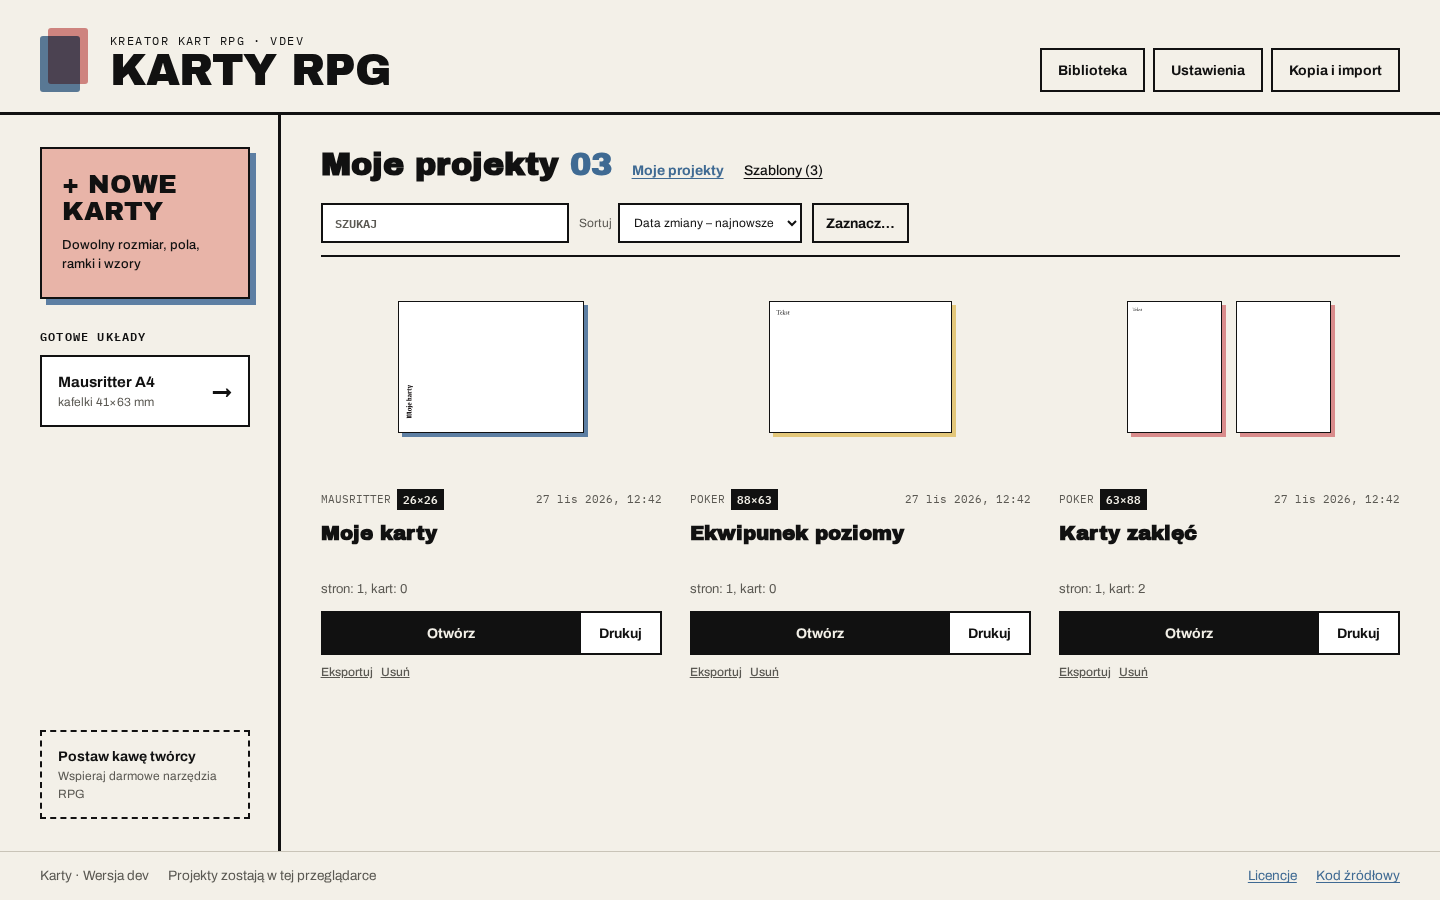 KREATOR KART RPG · VDEV
KARTY RPG
Biblioteka
Ustawienia
Kopia i import
+ NOWE
KARTY
Dowolny rozmiar, pola,
ramki i wzory
GOTOWE UKŁADY
Mausritter A4
kafelki 41×63 mm
→
Postaw kawę twórcy
Wspieraj darmowe narzędzia
RPG
Moje projekty 03
Moje projekty
Szablony (3)
SZUKAJ
Sortuj
Data zmiany – najnowsze
Zaznacz...
Moje karty
MAUSRITTER 26×26
27 lis 2026, 12:42
Moje karty
stron: 1, kart: 0
Otwórz
Drukuj
Eksportuj Usuń
Tekst
POKER 88×63
27 lis 2026, 12:42
Ekwipunek poziomy
stron: 1, kart: 0
Otwórz
Drukuj
Eksportuj Usuń
Tekst
POKER 63×88
27 lis 2026, 12:42
Karty zaklęć
stron: 1, kart: 2
Otwórz
Drukuj
Eksportuj Usuń
Karty · Wersja dev
Projekty zostają w tej przeglądarce
Licencje
Kod źródłowy